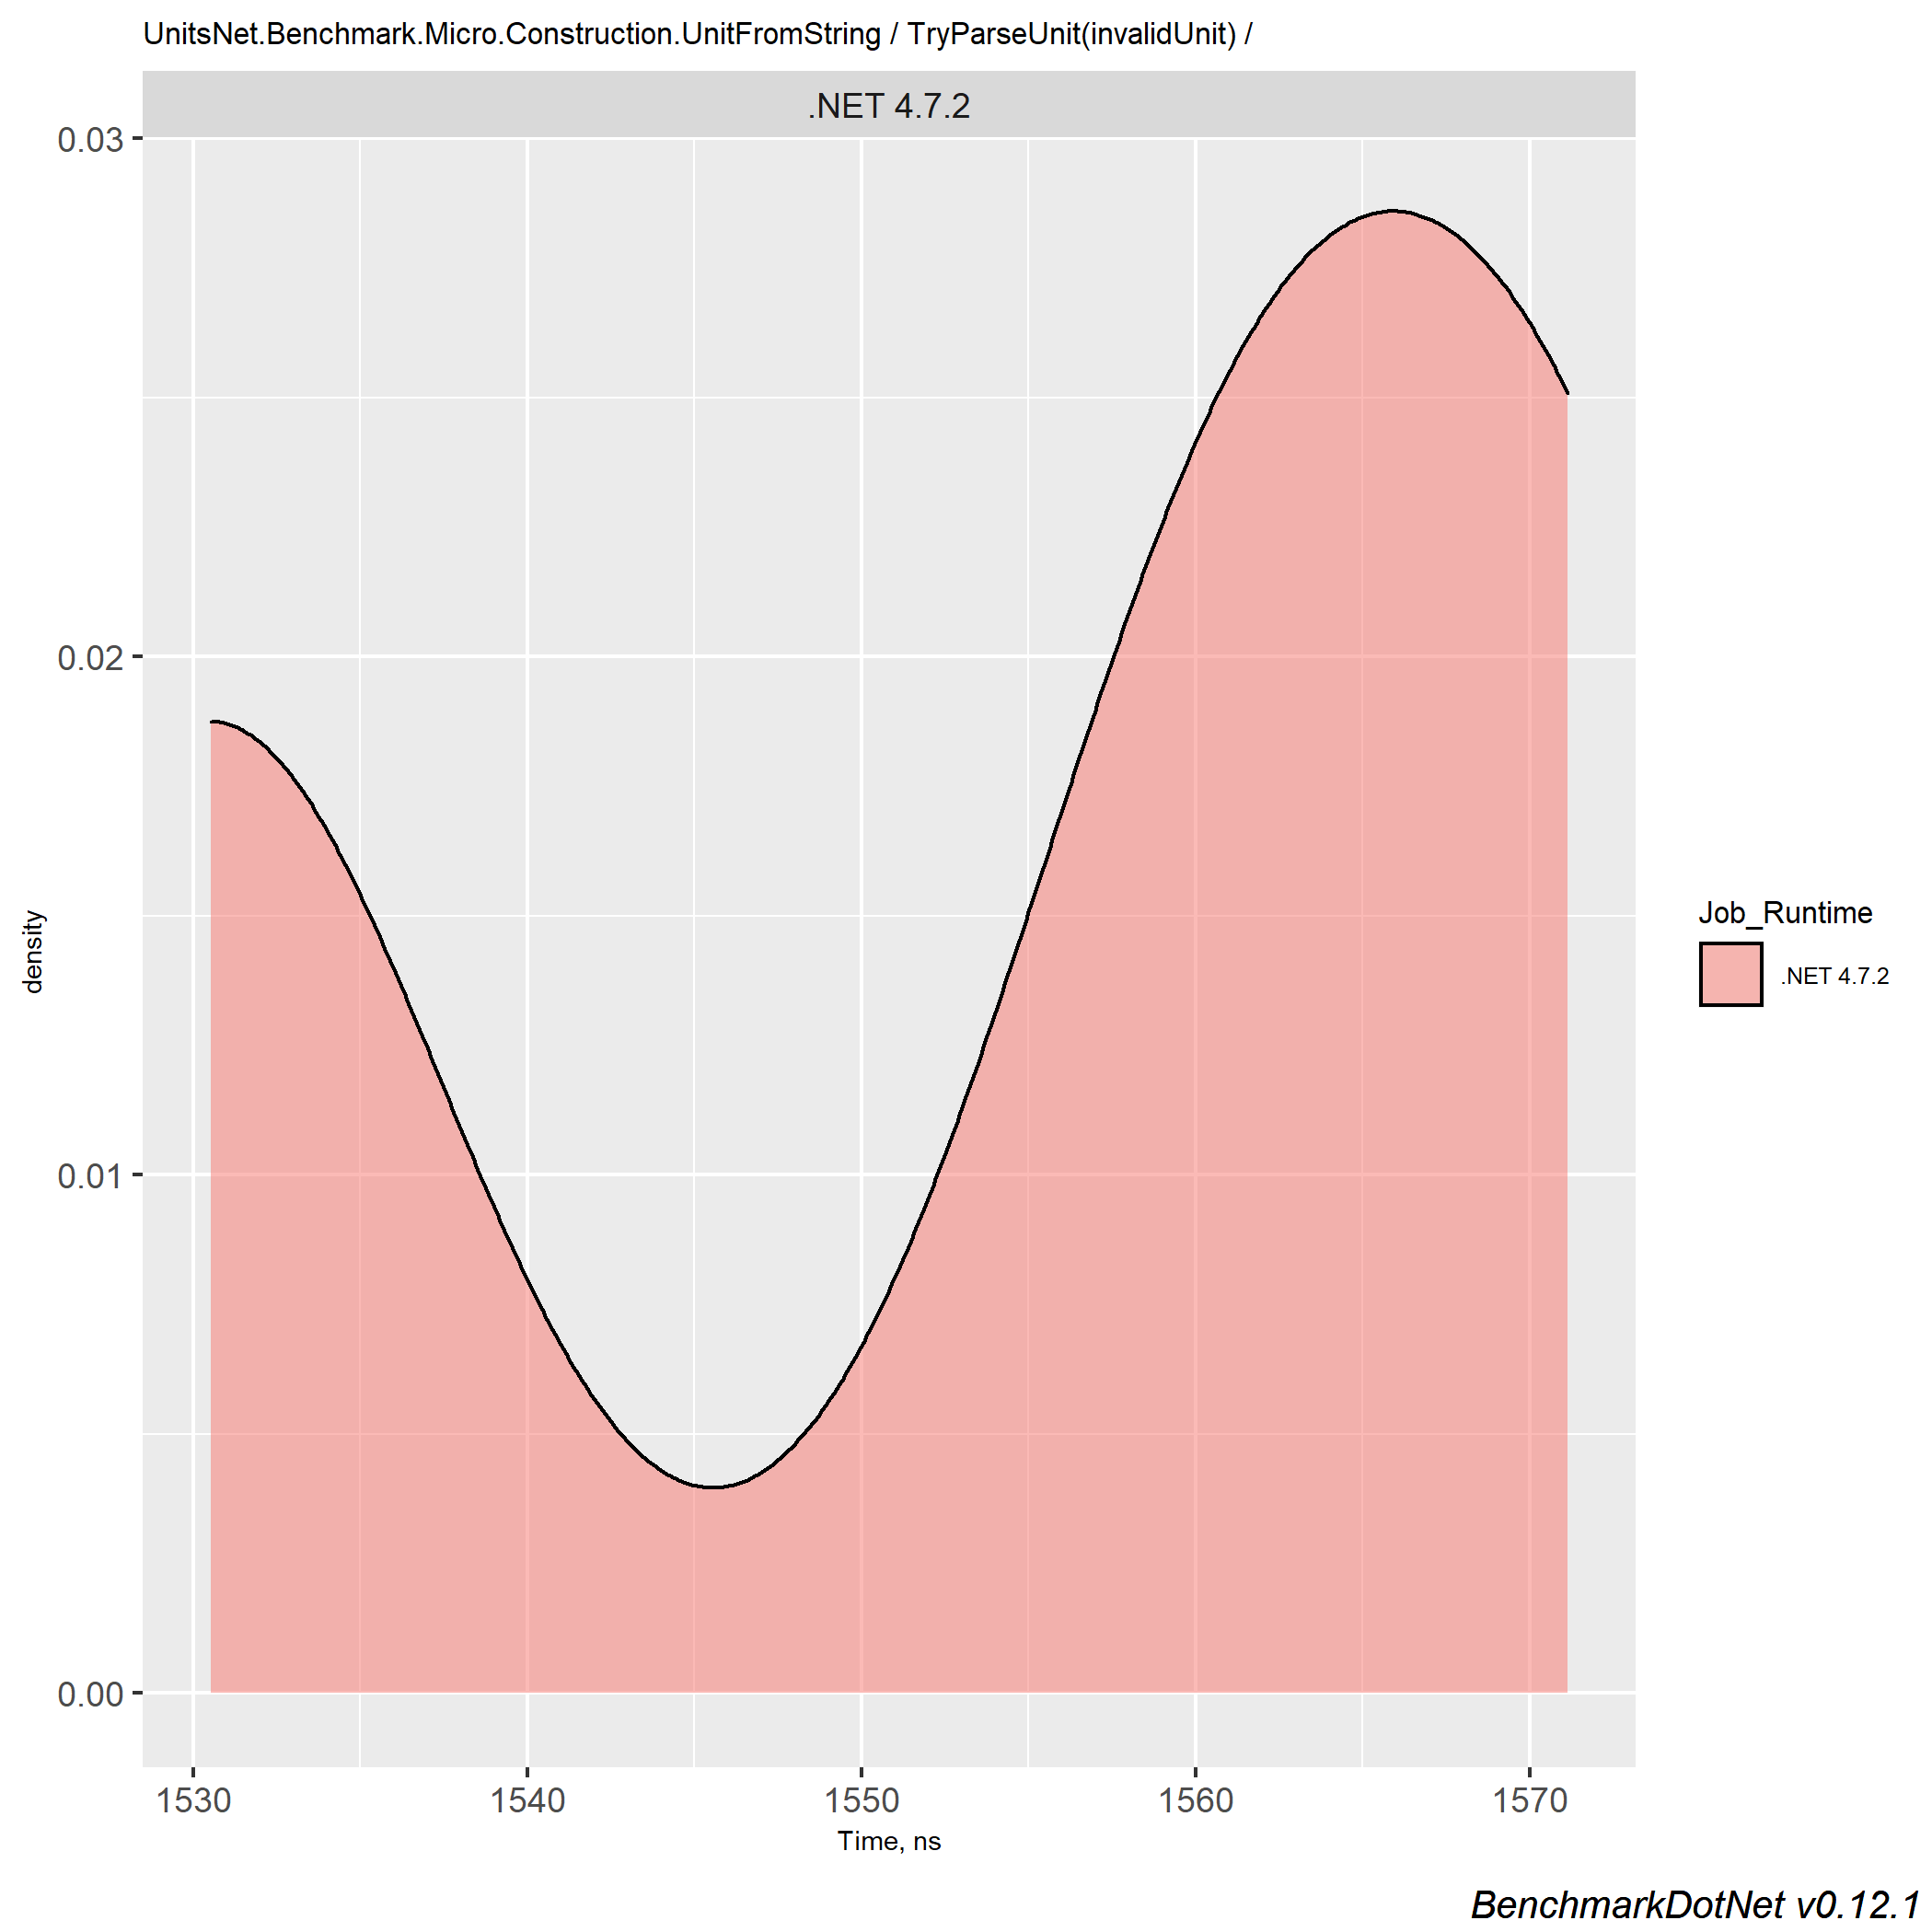 UnitsNet.Benchmark.Micro.Construction.UnitFromString / TryParseUnit(invalidUnit) /
.NET 4.7.2
0.03
0.02
0.01
0.00
density
1530 1540 1550 1560 1570
Time, ns
Job_Runtime
.NET 4.7.2
BenchmarkDotNet v0.12.1